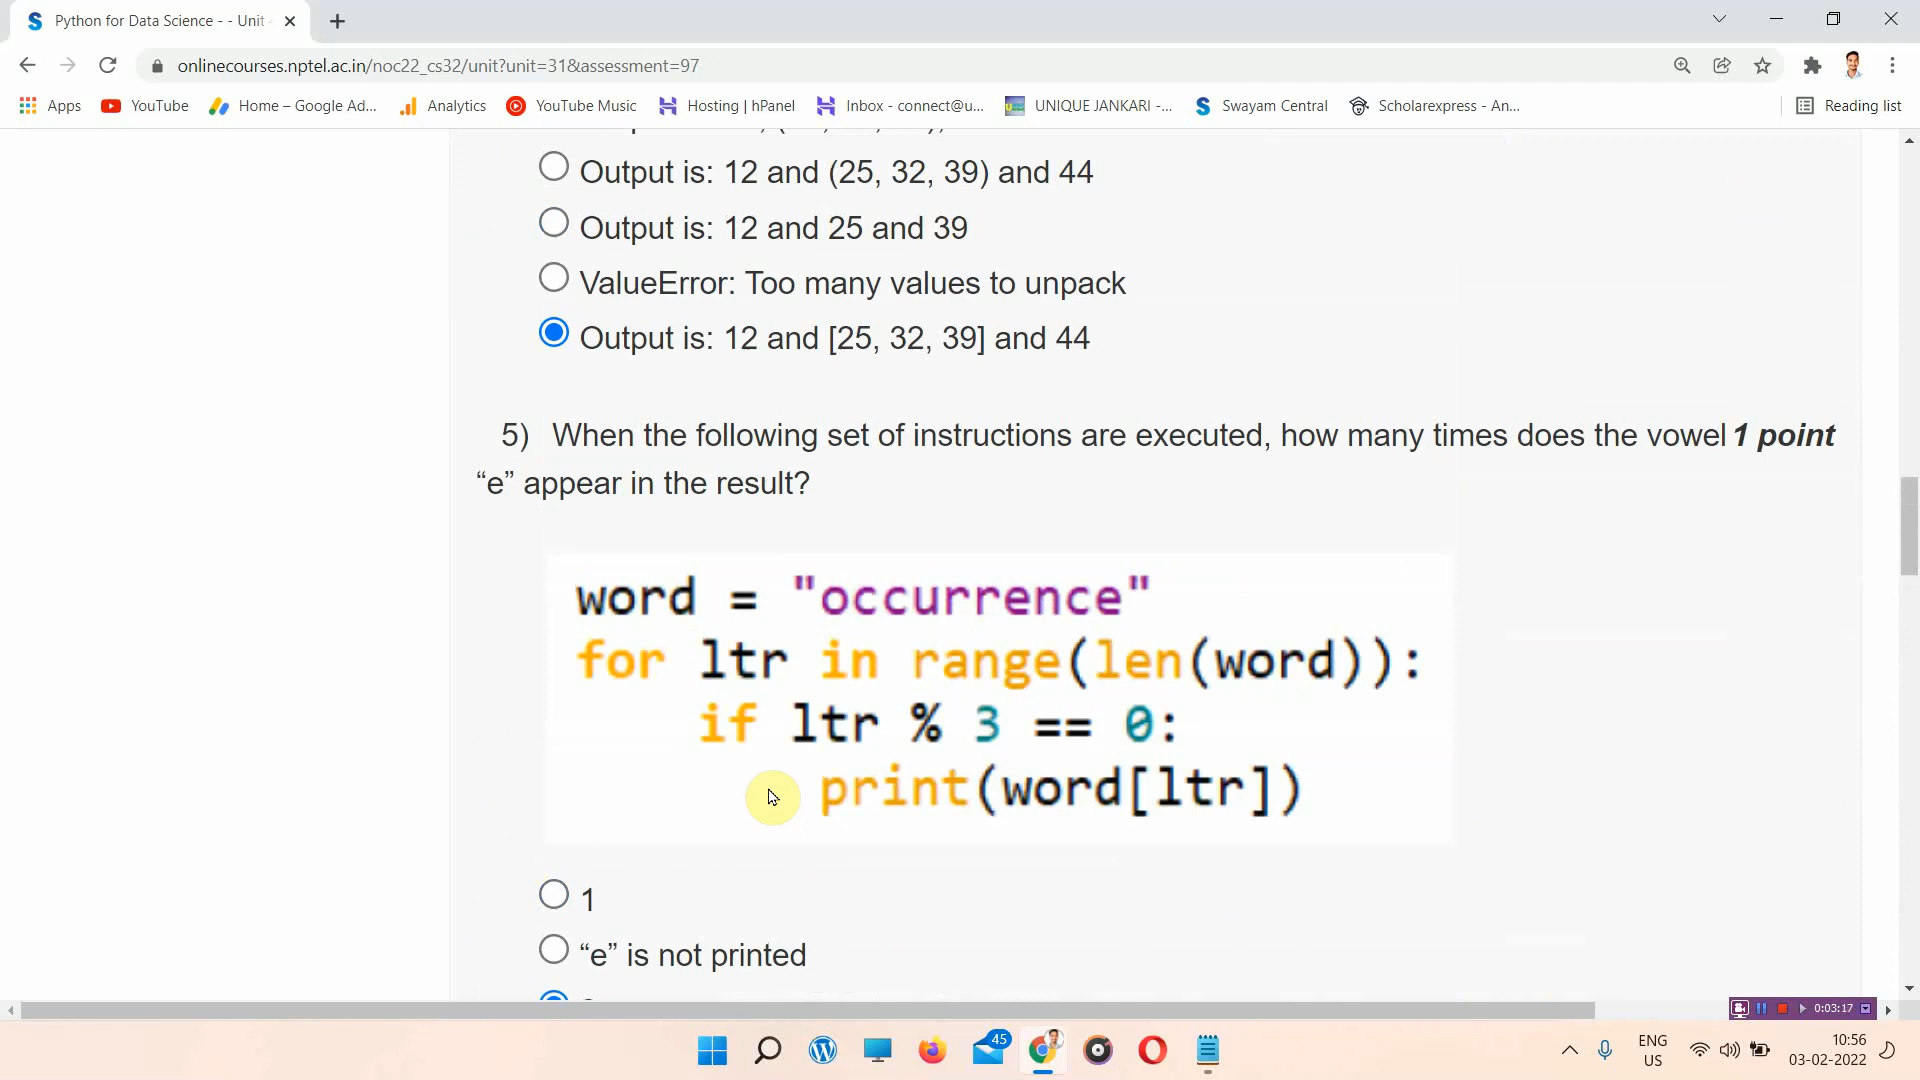 Python for Data Science - - Unit
onlinecourses.nptel.ac.in/noc22_cs32/unit?unit=31&assessment=97
Apps YouTube Home – Google Ad... Analytics YouTube Music Hosting | hPanel Inbox - connect@u... UNIQUE JANKARI -... Swayam Central Scholarexpress - An... Reading list
Output is: 12 and (25, 32, 39) and 44
Output is: 12 and 25 and 39
ValueError: Too many values to unpack
Output is: 12 and [25, 32, 39] and 44
5) When the following set of instructions are executed, how many times does the vowel 1 point
“e” appear in the result?
word = "occurrence"
for ltr in range(len(word)):
if ltr % 3 == 0:
print(word[ltr])
1
“e” is not printed
0:03:17
45
ENG
US
10:56
03-02-2022